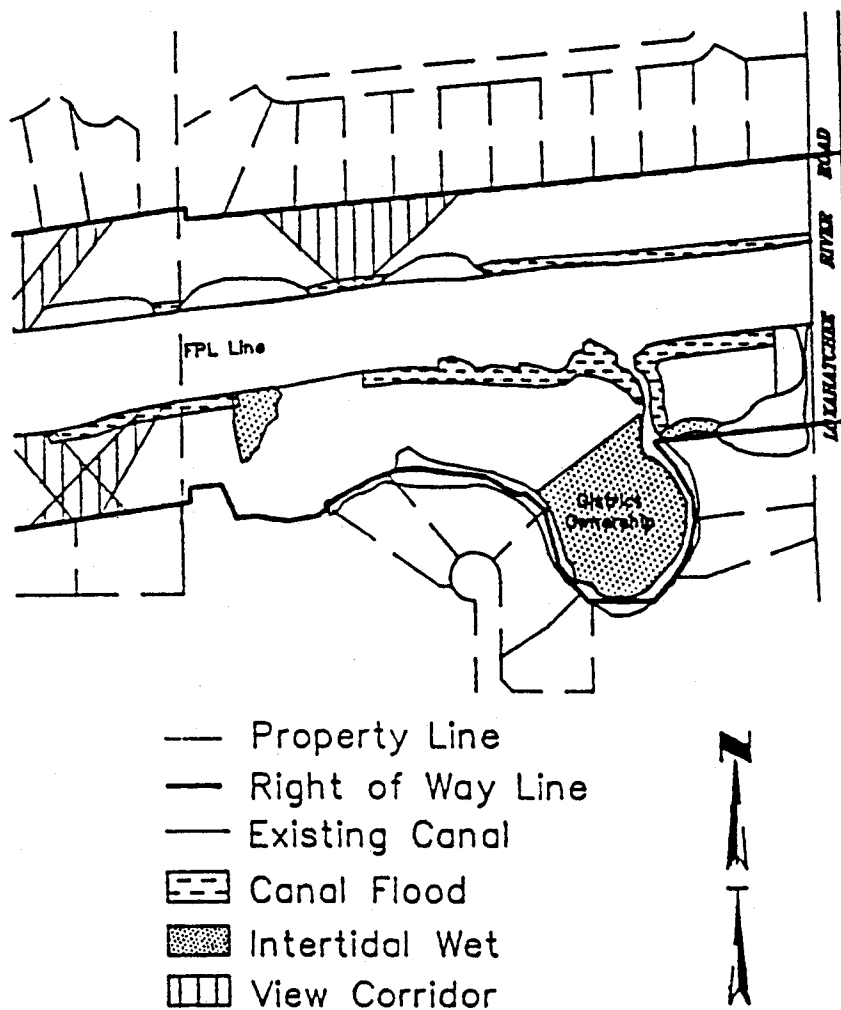 ROAD
RIVER
LOXAHATCHEE
FPL Line
District
Ownership
Property Line
Right of Way Line
Existing Canal
Canal Flood
Intertidal Wet
View Corridor
N